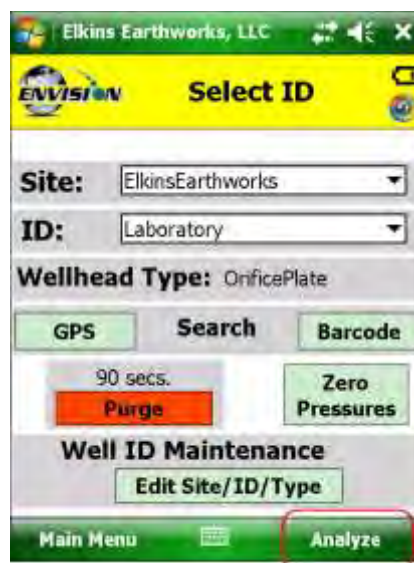 Elkins Earthworks, LLC
ENVISION Select ID
Site: ElkinsEarthworks
ID: Laboratory
Wellhead Type: OrificePlate
GPS Search Barcode
90 secs.
Purge
Zero
Pressures
Well ID Maintenance
Edit Site/ID/Type
Main Menu Analyze